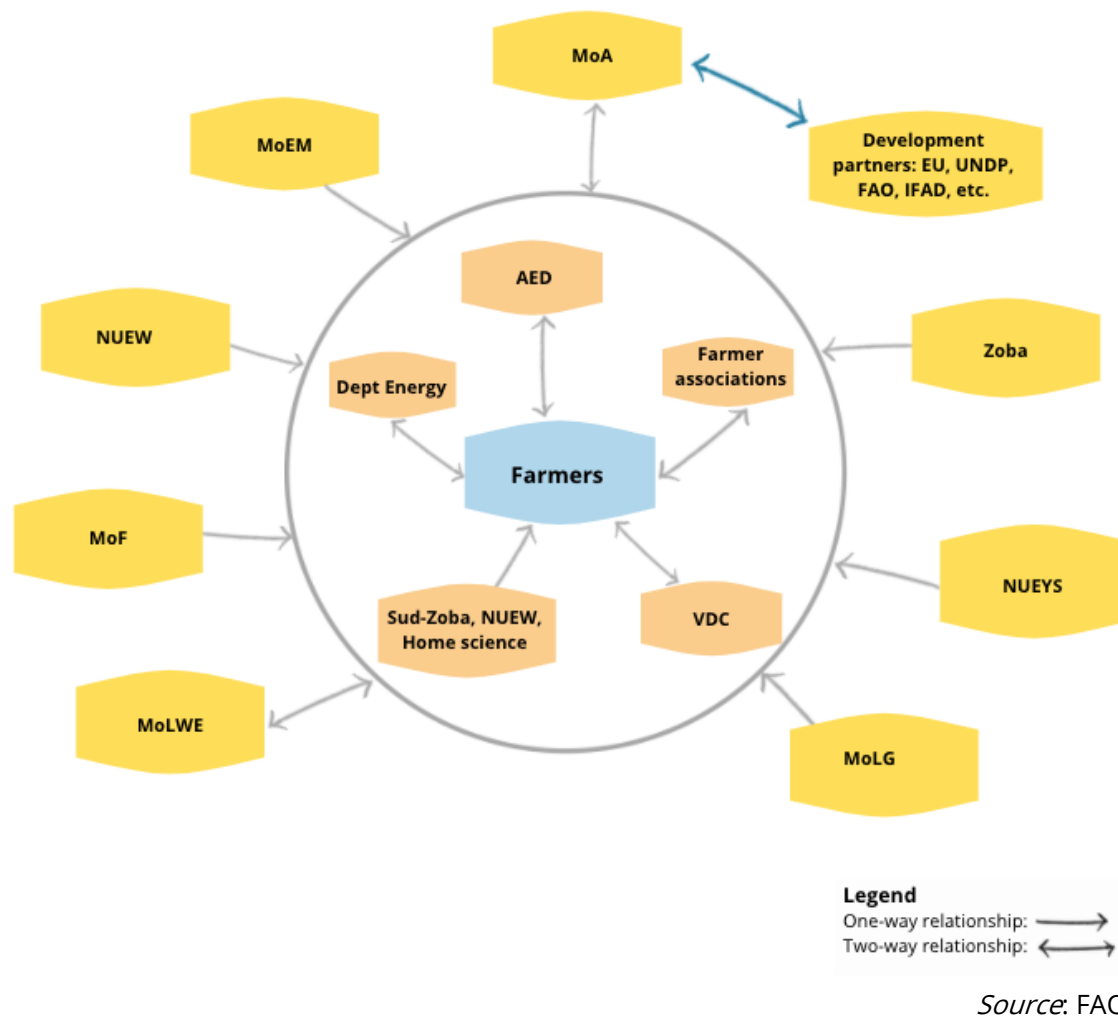 MoA
Development
partners: EU, UNDP,
FAO, IFAD, etc.
MoEM
AED
NUEW
Zoba
Farmer
associations
Dept Energy
Farmers
MoF
NUEYS
Sud-Zoba, NUEW,
Home science
VDC
MoLWE
MoLG
Legend
One-way relationship:
Two-way relationship:
Source: FAO